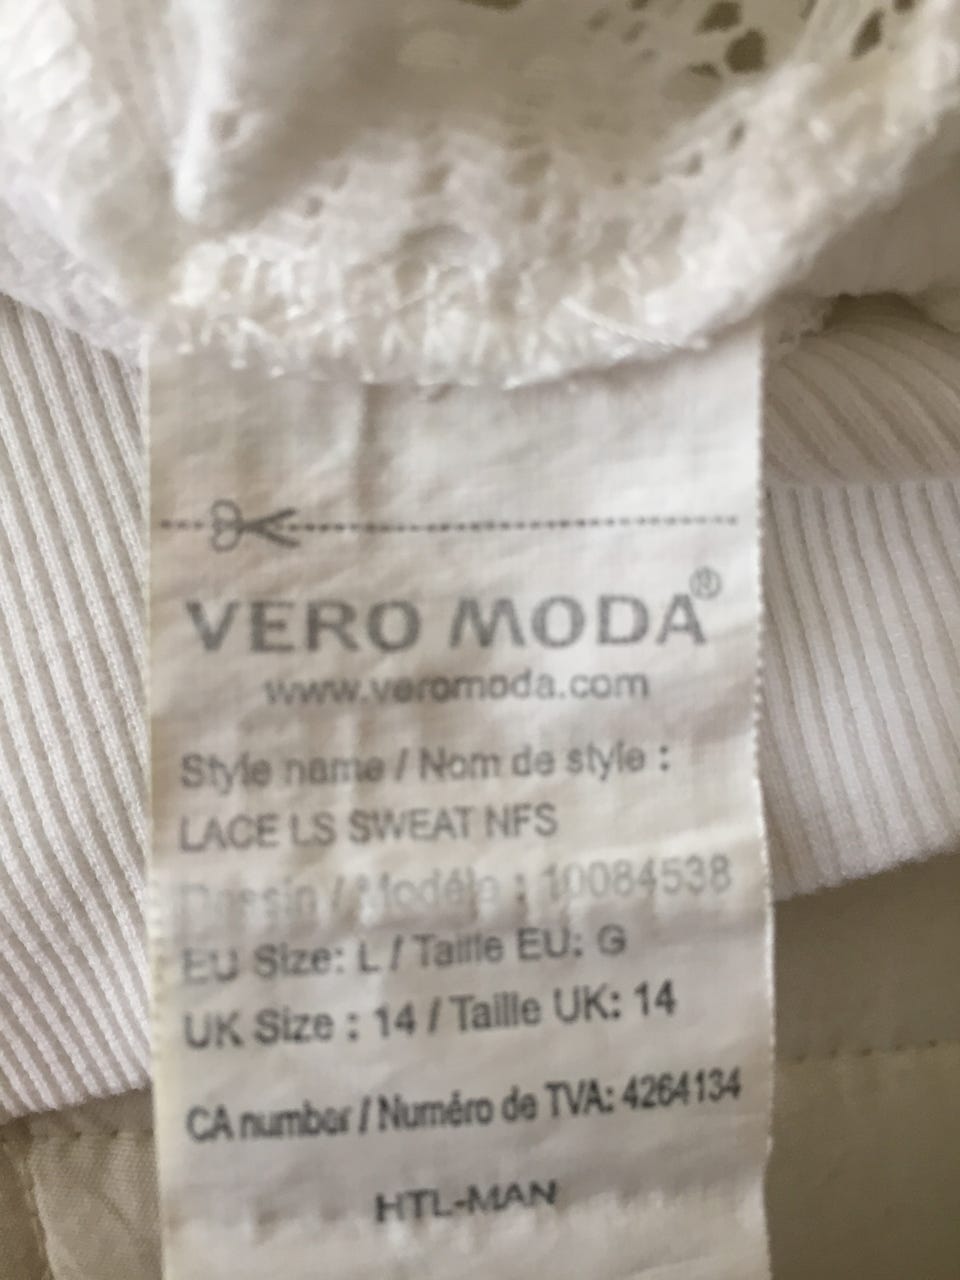 VERO MODA®
www.veromoda.com
Style name / Nom de style :
LACE LS SWEAT NFS
Dessin / Modéle : 10084538
EU Size: L / Taille EU: G
UK Size : 14 / Taille UK: 14
CA number / Numéro de TVA: 4264134
HTL-MAN